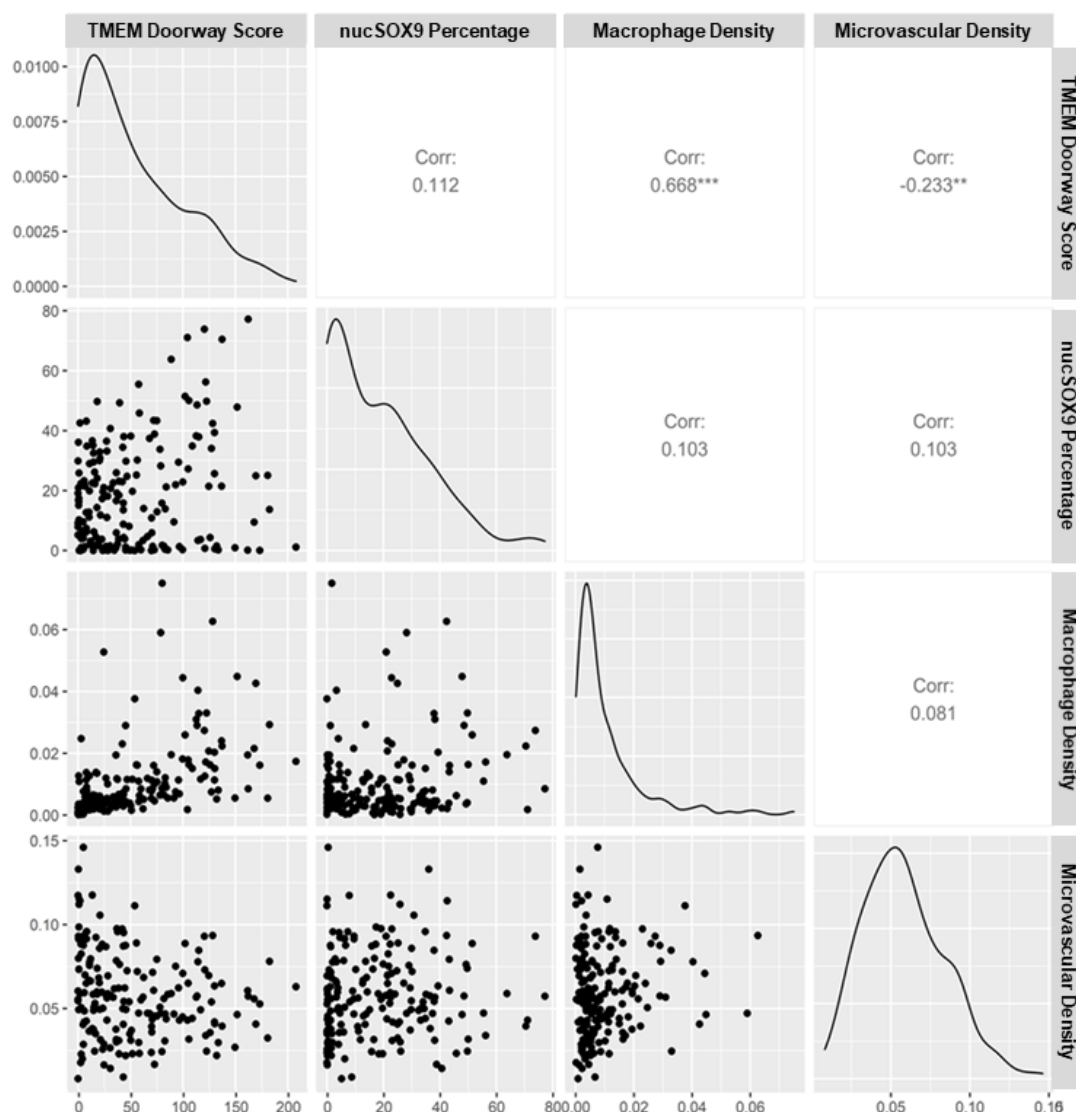 TMEM Doorway Score nucSOX9 Percentage Macrophage Density Microvascular Density
0.0100
0.0075
0.0050
0.0025
0.0000
Corr:
0.112
Corr:
0.668***
Corr:
-0.233**
TMEM Doorway Score
80
60
40
20
0
Corr:
0.103
Corr:
0.103
nucSOX9 Percentage
0.06
0.04
0.02
0.00
Corr:
0.081
Macrophage Density
0.15
0.10
0.05
Microvascular Density
0 50 100 150 200 0 20 40 60 80 0.00 0.02 0.04 0.06 0.05 0.10